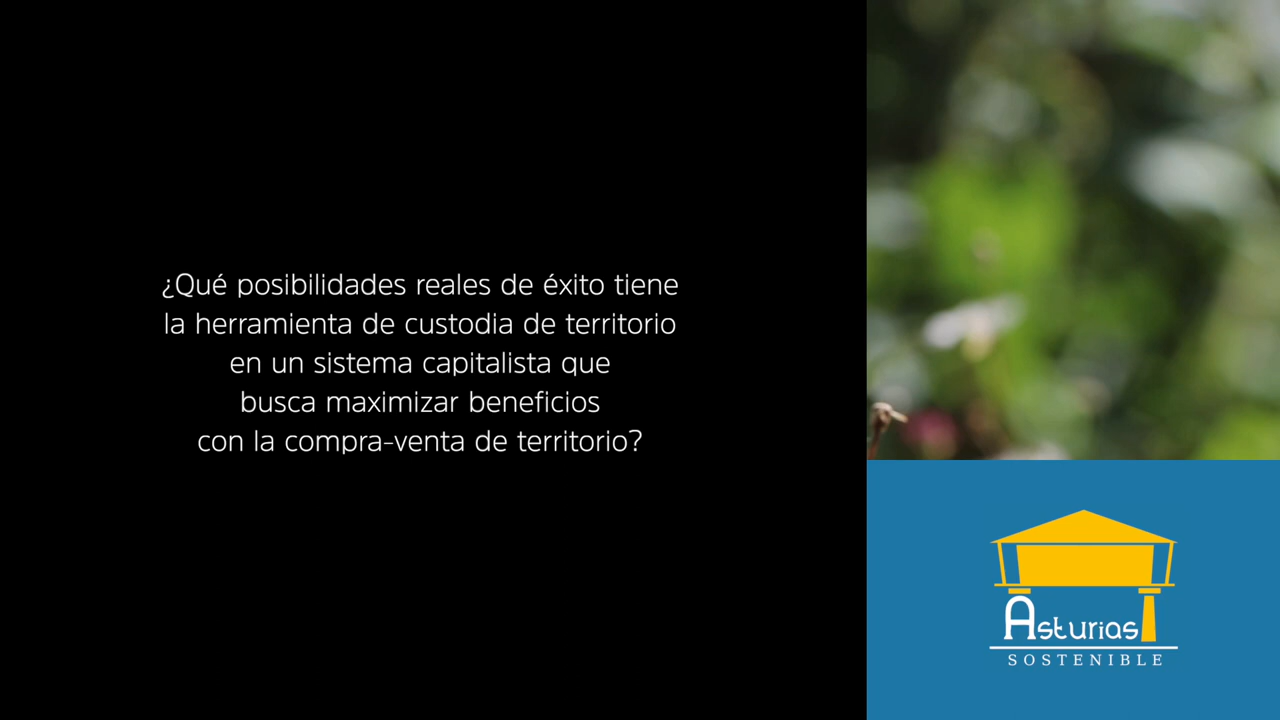 ¿Qué posibilidades reales de éxito tiene
la herramienta de custodia de territorio
en un sistema capitalista que
busca maximizar beneficios
con la compra-venta de territorio?
Asturias
SOSTENIBLE